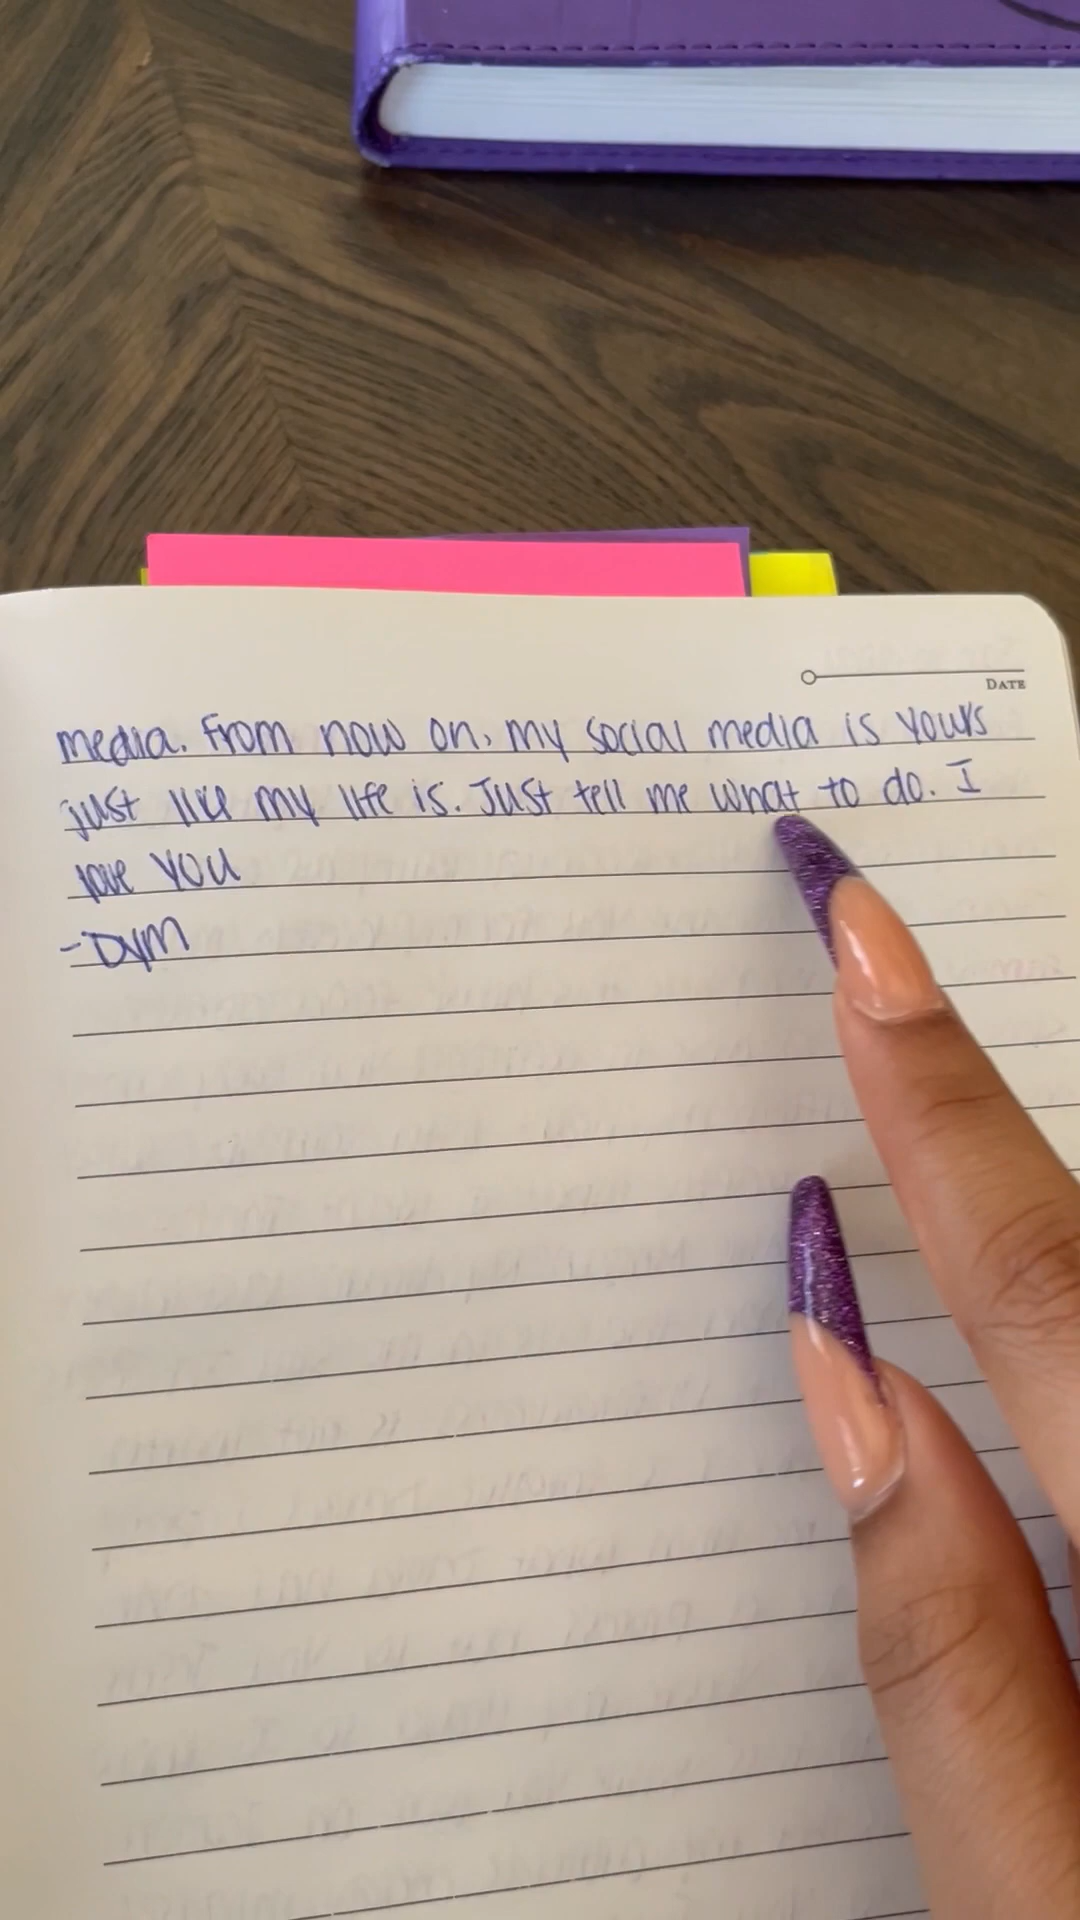 DATE
media. From now on, my social media is yours
just like my life is. Just tell me what to do. I
love you
-Dym